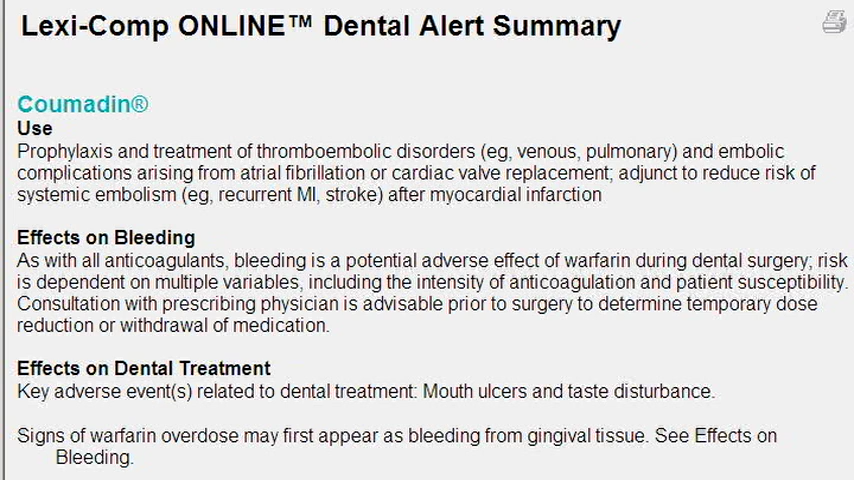 Lexi-Comp ONLINE™ Dental Alert Summary
Coumadin®
Use
Prophylaxis and treatment of thromboembolic disorders (eg, venous, pulmonary) and embolic
complications arising from atrial fibrillation or cardiac valve replacement; adjunct to reduce risk of
systemic embolism (eg, recurrent MI, stroke) after myocardial infarction
Effects on Bleeding
As with all anticoagulants, bleeding is a potential adverse effect of warfarin during dental surgery; risk
is dependent on multiple variables, including the intensity of anticoagulation and patient susceptibility.
Consultation with prescribing physician is advisable prior to surgery to determine temporary dose
reduction or withdrawal of medication.
Effects on Dental Treatment
Key adverse event(s) related to dental treatment: Mouth ulcers and taste disturbance.
Signs of warfarin overdose may first appear as bleeding from gingival tissue. See Effects on
Bleeding.